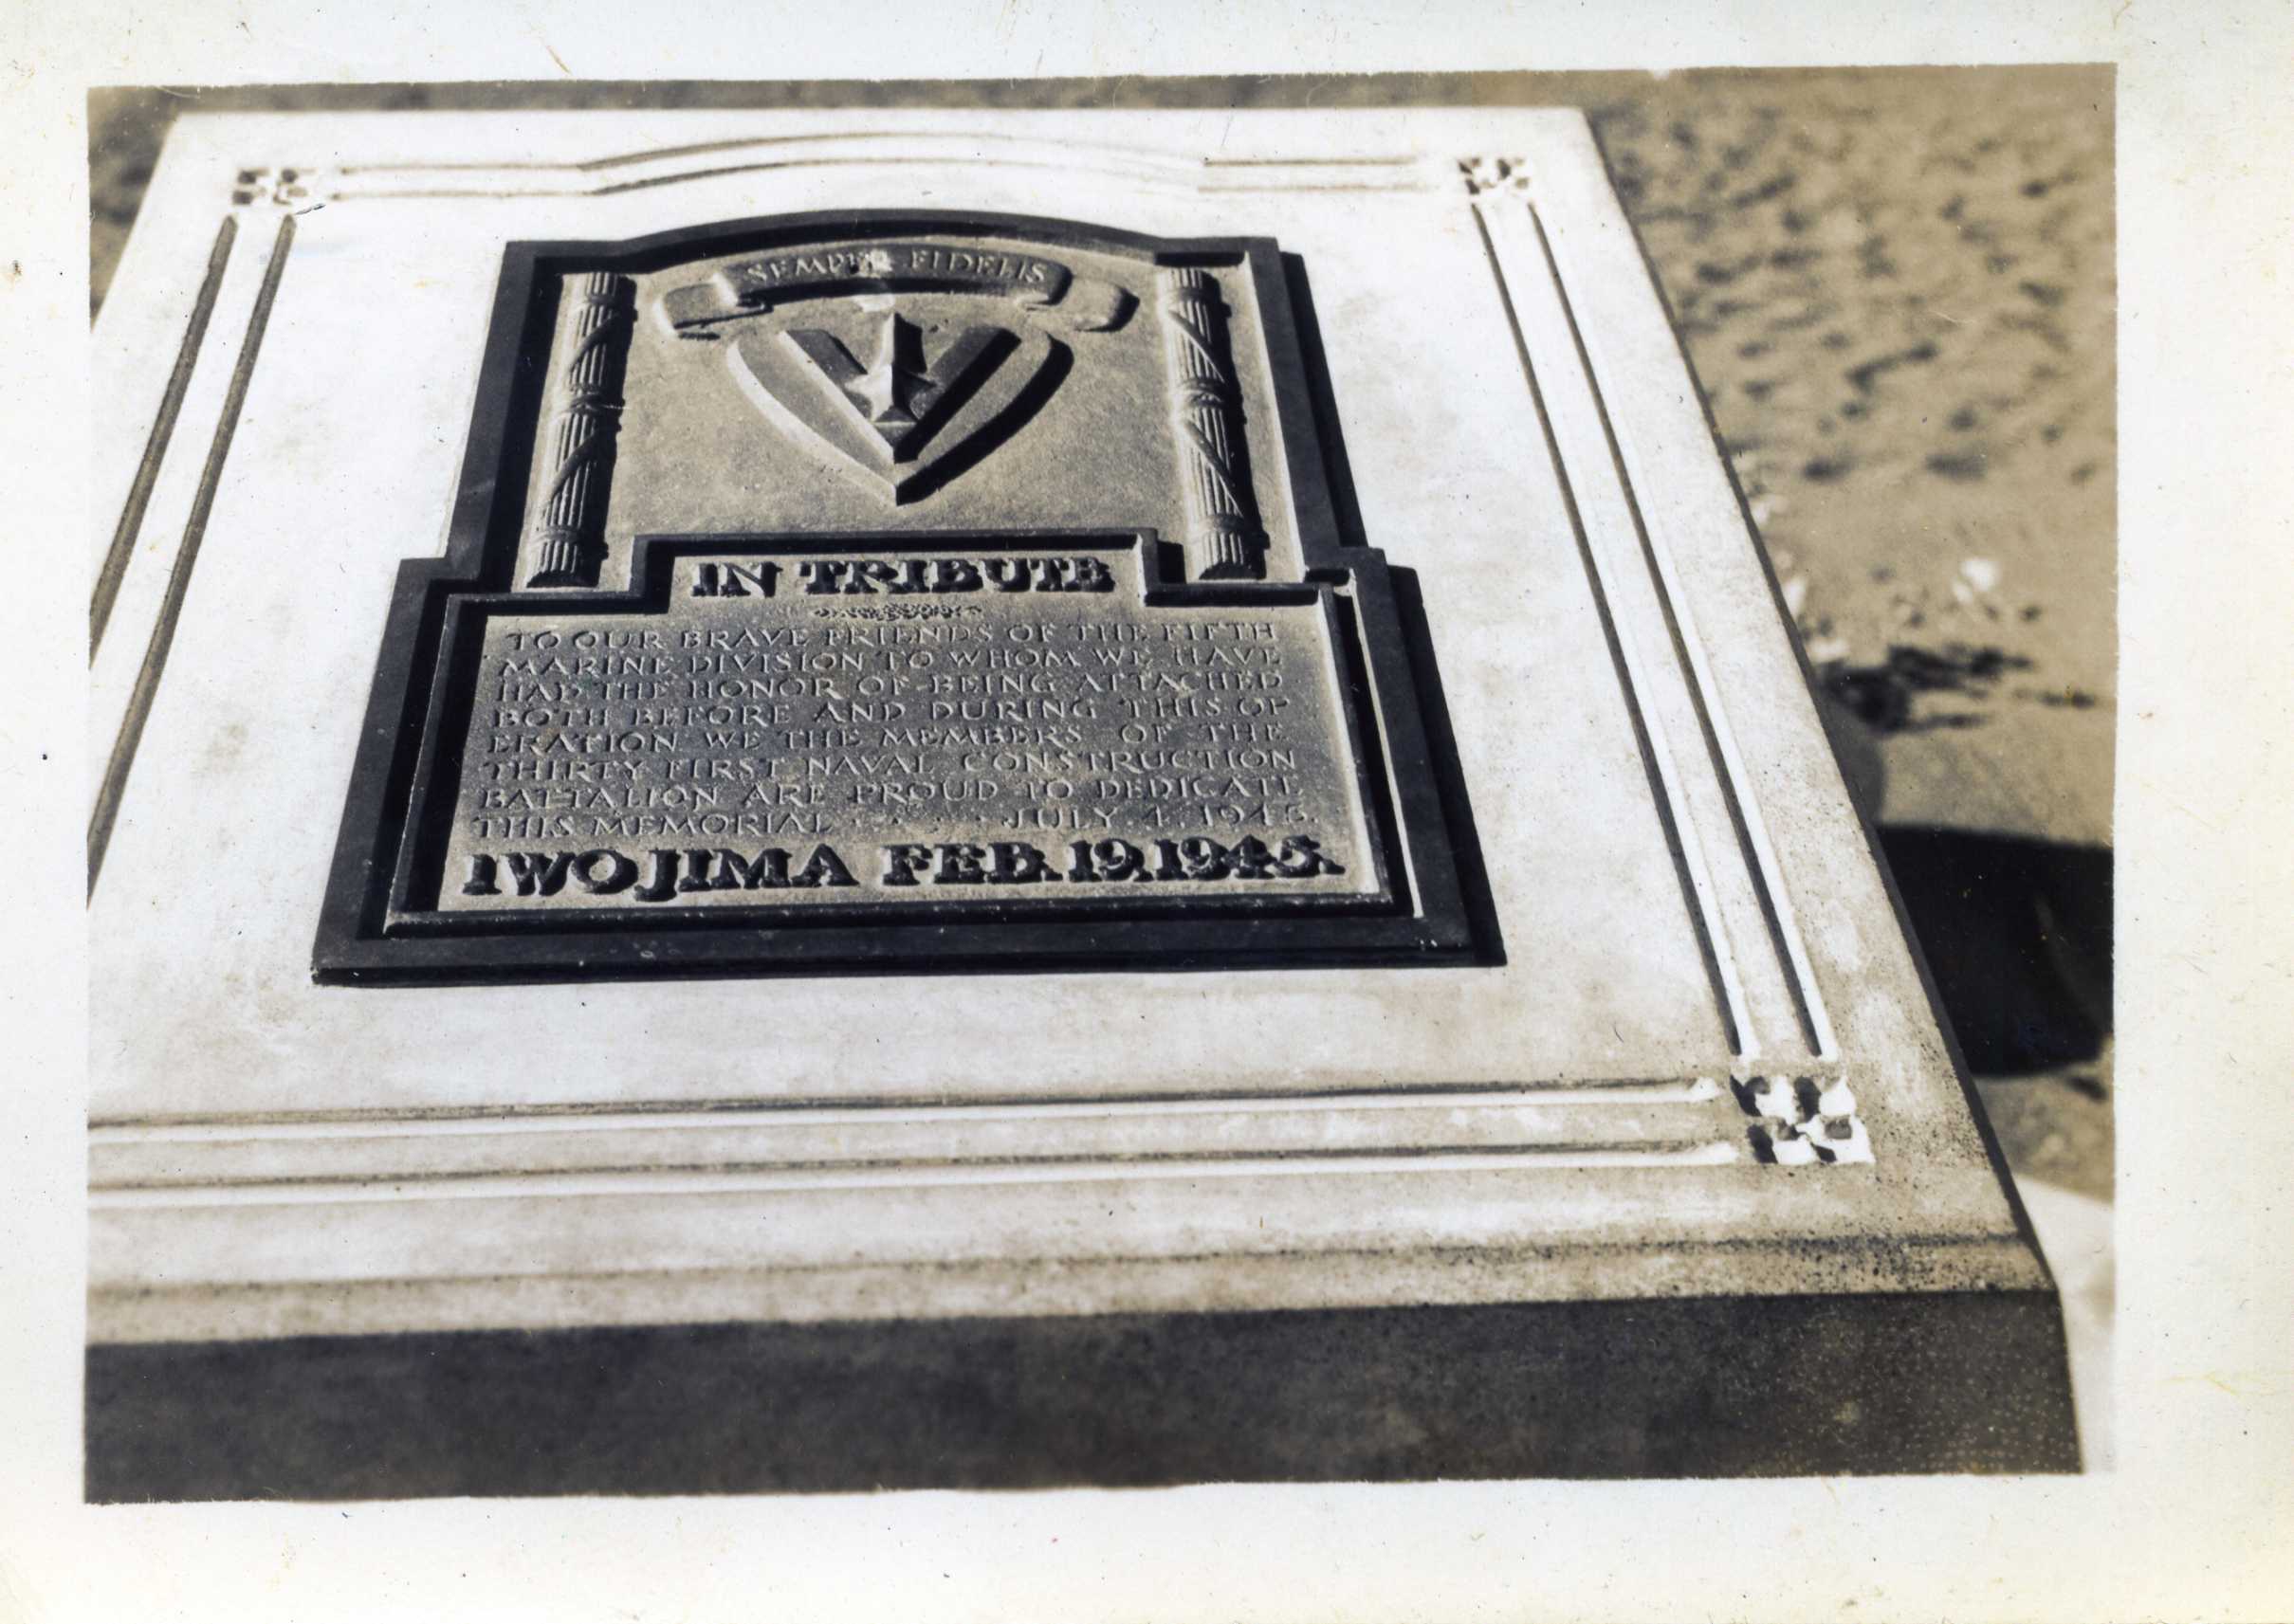 SEMPER FIDELIS
IN TRIBUTE
TO OUR BRAVE FRIENDS OF THE FIFTH
MARINE DIVISION TO WHOM WE HAVE
HAD THE HONOR OF BEING ATTACHED
BOTH BEFORE AND DURING THIS OP
ERATION WE THE MEMBERS OF THE
THIRTY FIRST NAVAL CONSTRUCTION
BATTALION ARE PROUD TO DEDICATE
THIS MEMORIAL . . . . . JULY 4, 1945.
IWO JIMA FEB. 19, 1945.